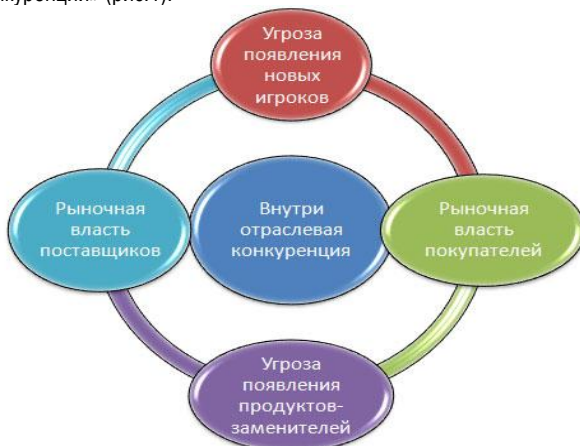 Угроза
появления
новых
игроков
Рыночная
власть
поставщиков
Внутри
отраслевая
конкуренция
Рыночная
власть
покупателей
Угроза
появления
продуктов-
заменителей